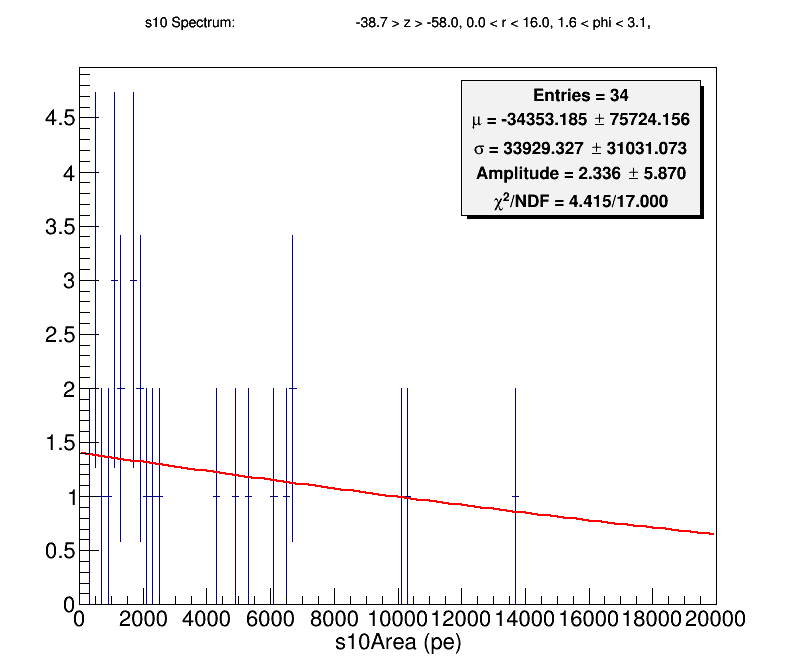 s10 Spectrum: -38.7 > z > -58.0, 0.0 < r < 16.0, 1.6 < phi < 3.1,
Entries = 34
μ = -34353.185 ± 75724.156
σ = 33929.327 ± 31031.073
Amplitude = 2.336 ± 5.870
χ²/NDF = 4.415/17.000
4.5
4
3.5
3
2.5
2
1.5
1
0.5
0
0 2000 4000 6000 8000 10000 12000 14000 16000 18000 20000
s10Area (pe)